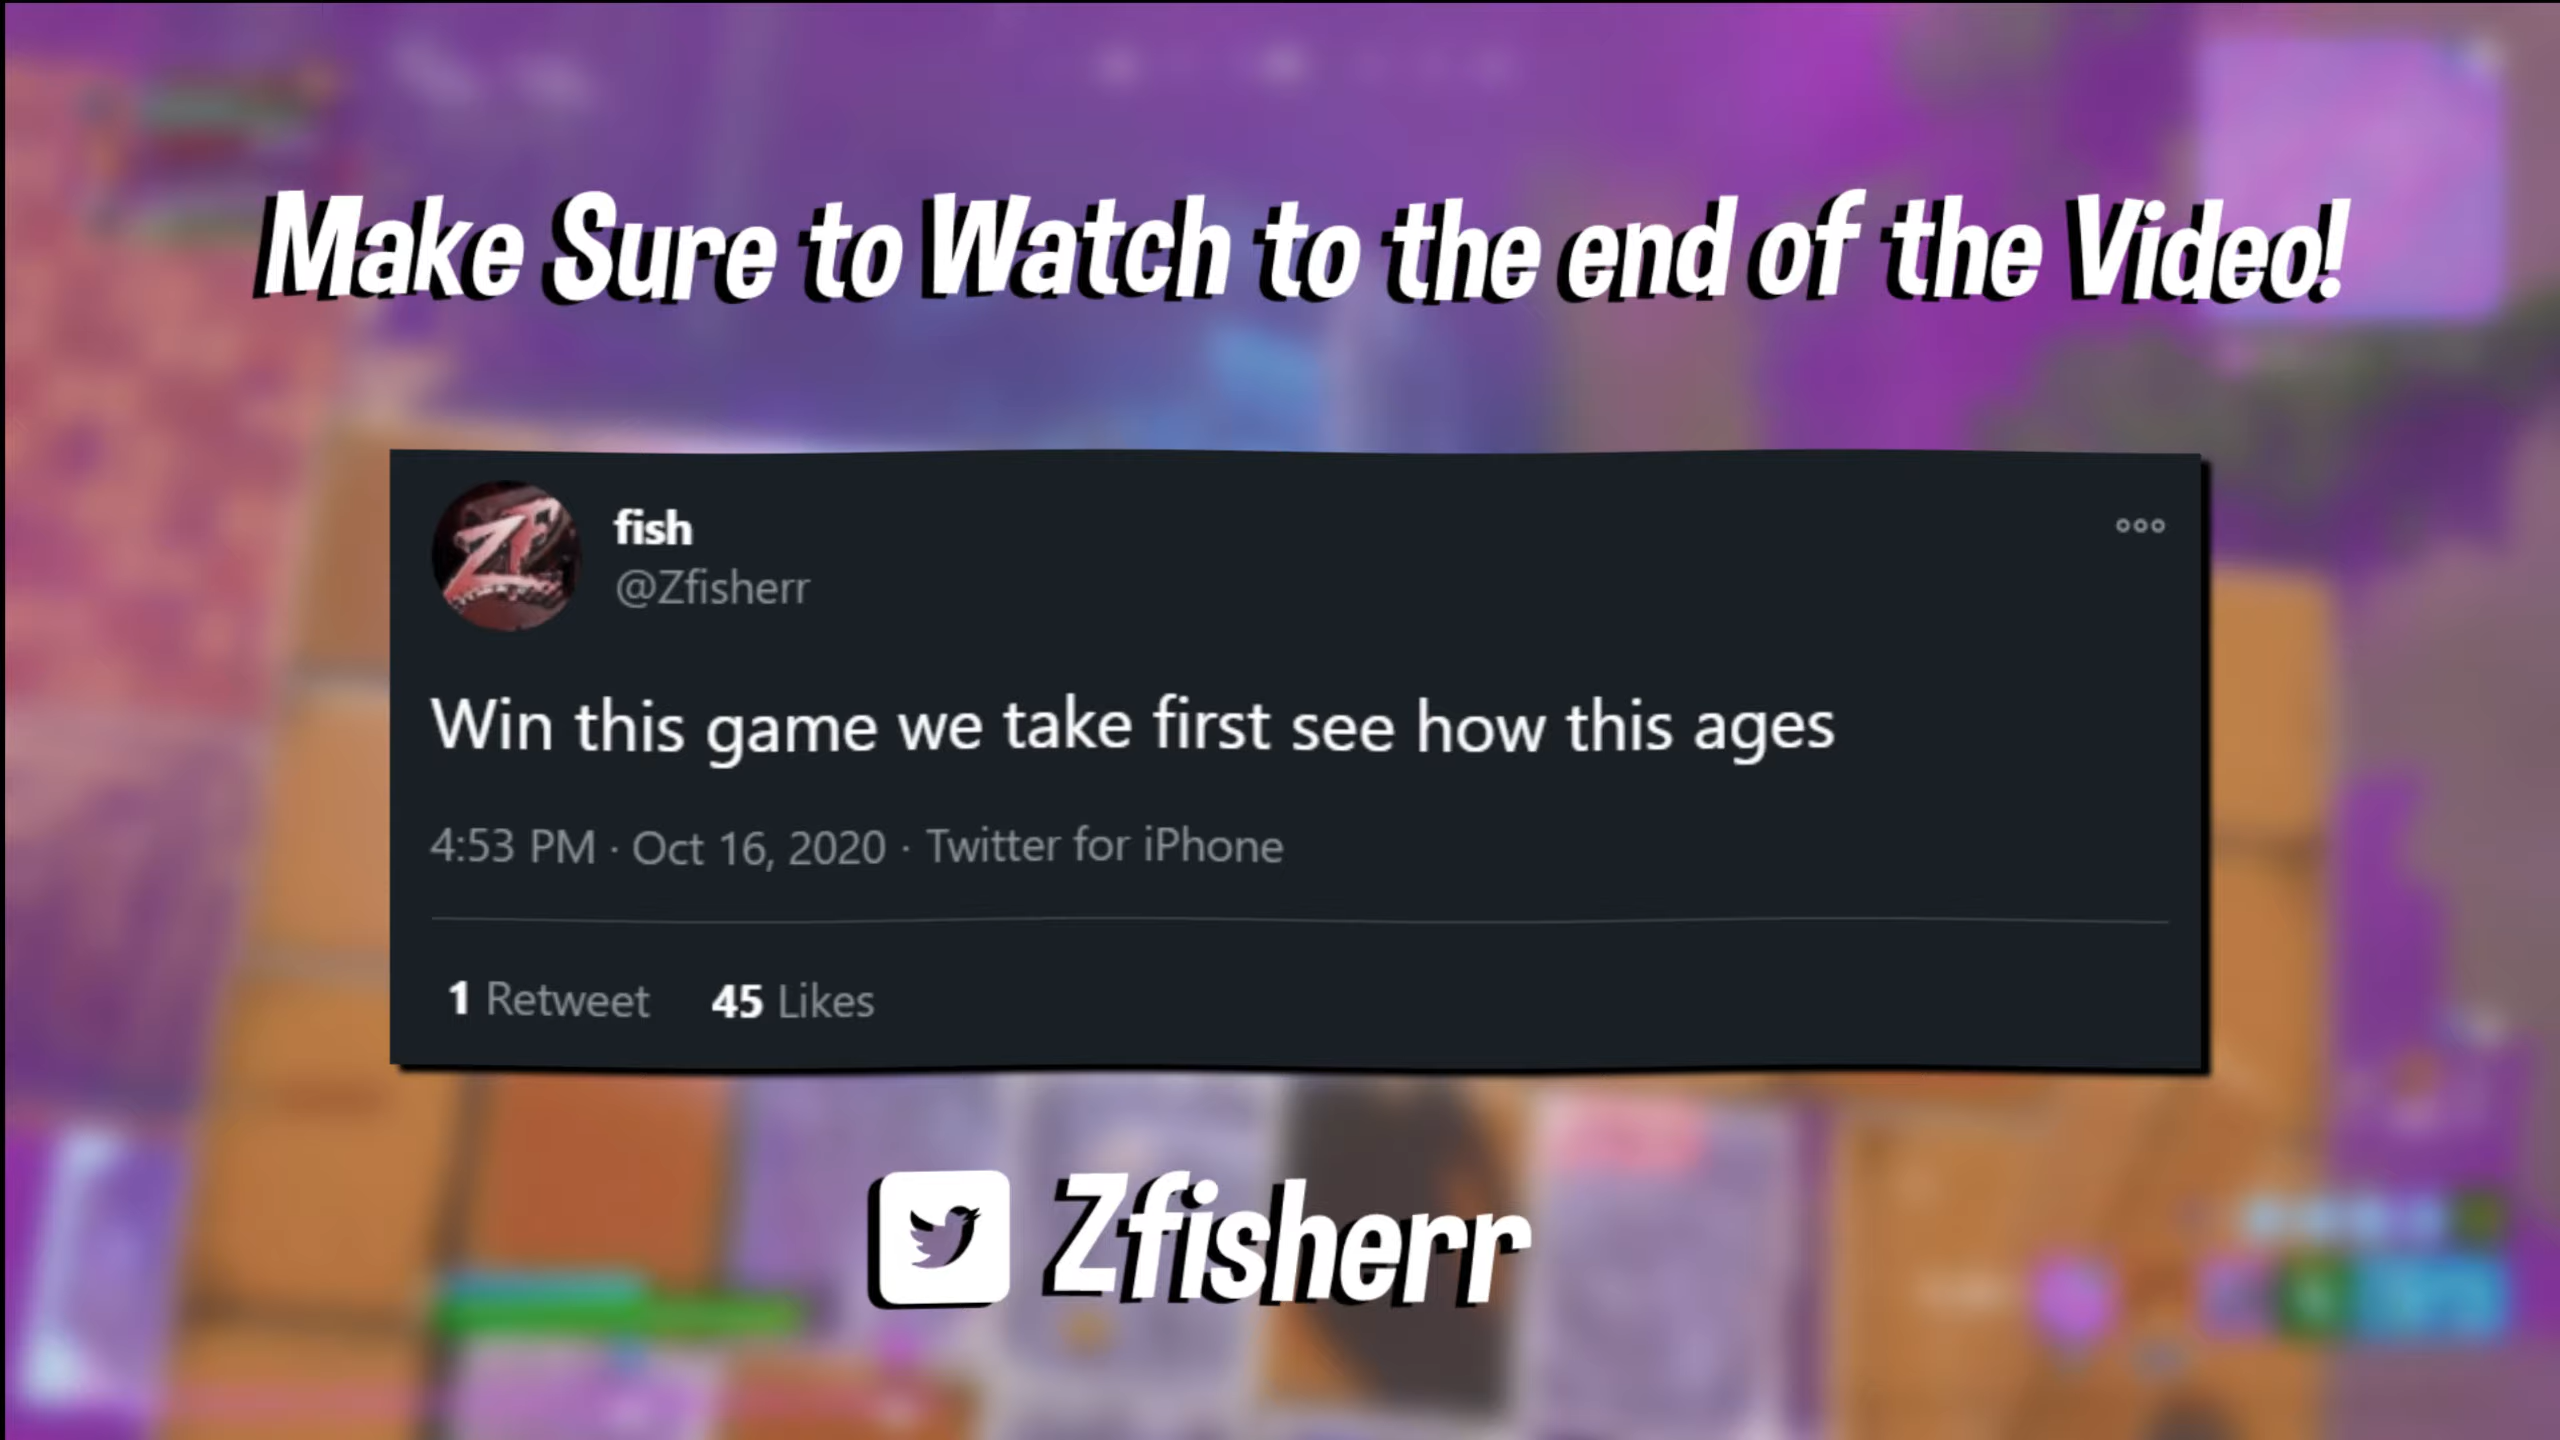 Make Sure to Watch to the end of the Video!
fish
@Zfisherr
Win this game we take first see how this ages
4:53 PM · Oct 16, 2020 · Twitter for iPhone
1 Retweet 45 Likes
Zfisherr